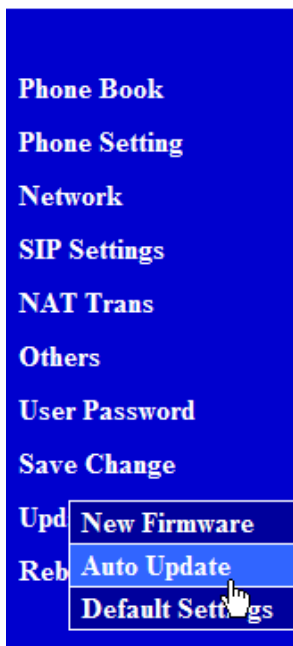 Phone Book
Phone Setting
Network
SIP Settings
NAT Trans
Others
User Password
Save Change
Upd
New Firmware
Reb
Auto Update
Default Settings